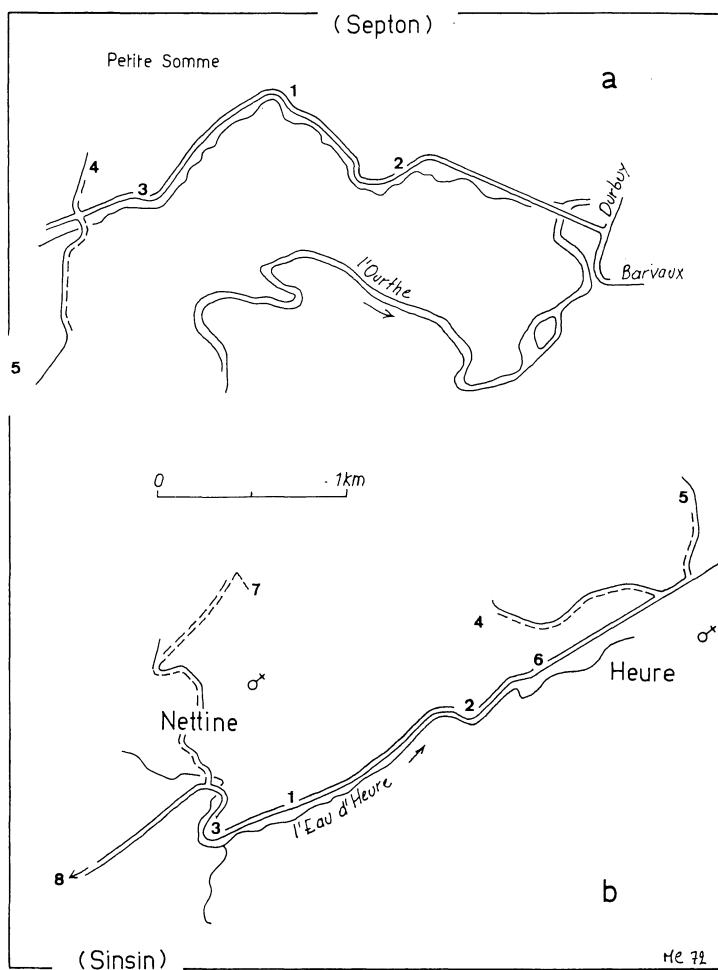 (Septon)
Petite Somme
a
1
2
3
4
5
Durbuy
Barvaux
l'Ourthe
0 1km
5
4
7
6
Heure
2
Nettine
1
l'Eau d'Heure
3
8
b
(Sinsin)
MC 72